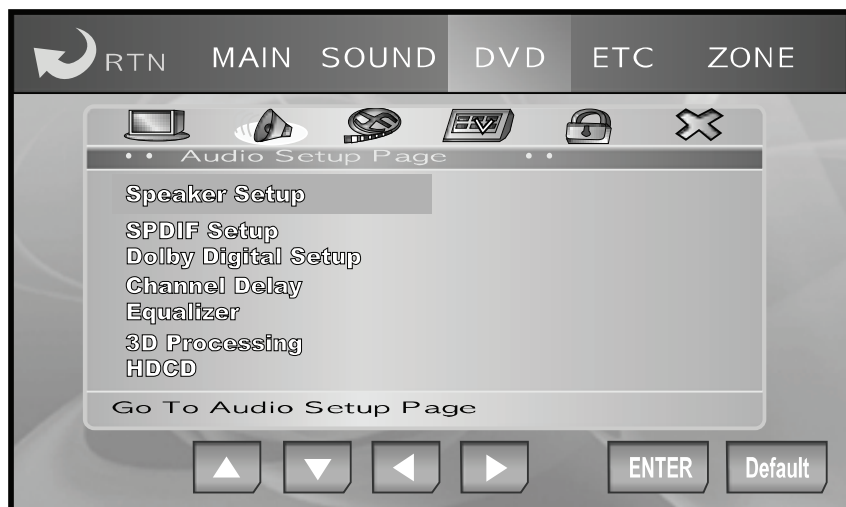 RTN MAIN SOUND DVD ETC ZONE
Audio Setup Page
Speaker Setup
SPDIF Setup
Dolby Digital Setup
Channel Delay
Equalizer
3D Processing
HDCD
Go To Audio Setup Page
ENTER Default